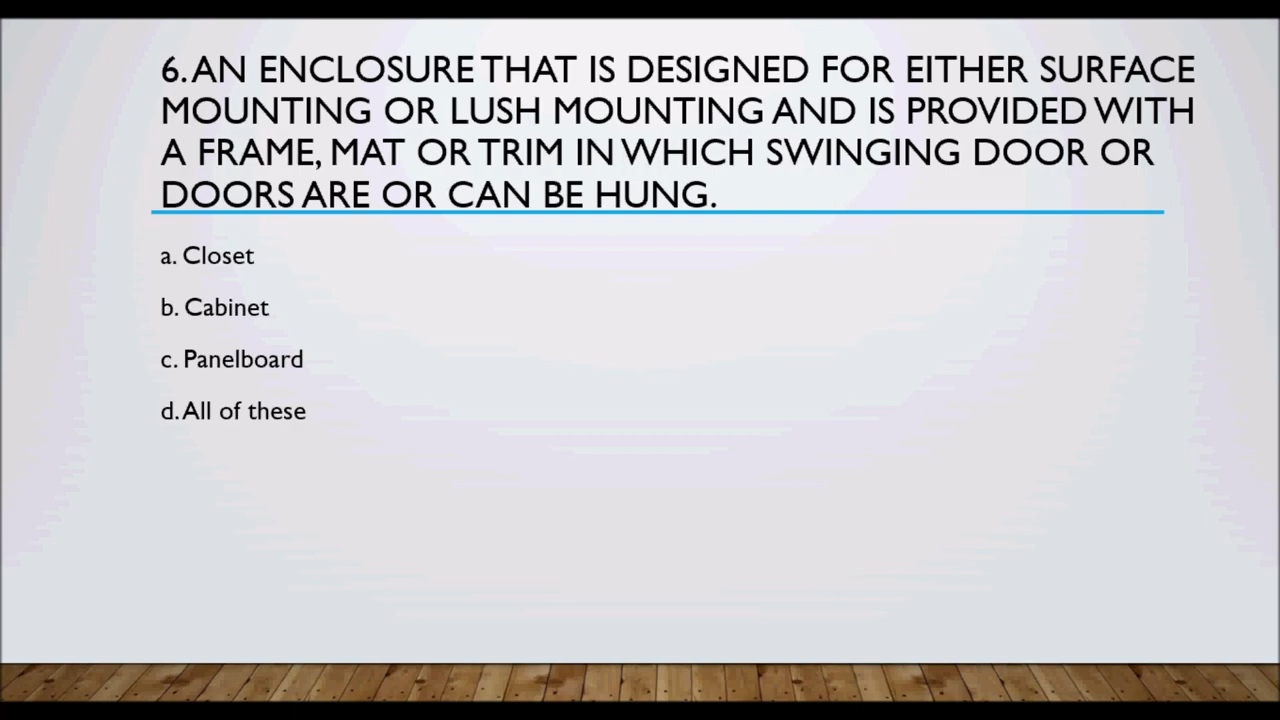 6. AN ENCLOSURE THAT IS DESIGNED FOR EITHER SURFACE
MOUNTING OR LUSH MOUNTING AND IS PROVIDED WITH
A FRAME, MAT OR TRIM IN WHICH SWINGING DOOR OR
DOORS ARE OR CAN BE HUNG.
a. Closet
b. Cabinet
c. Panelboard
d. All of these